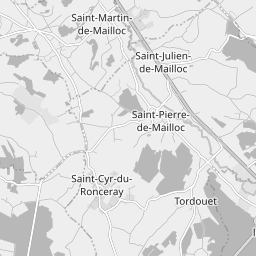 Saint-Martin-
de-Mailloc
Saint-Julien-
de-Mailloc
Saint-Pierre-
de-Mailloc
Saint-Cyr-du-
Ronceray
Tordouet